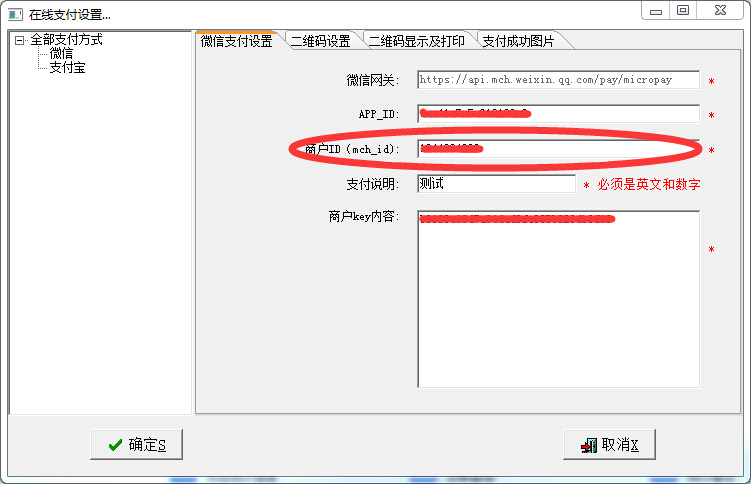 在线支付设置...
全部支付方式
微信
支付宝
微信支付设置
二维码设置
二维码显示及打印
支付成功图片
微信网关:
https://api.mch.weixin.qq.com/pay/micropay
*
APP_ID:
*
商户ID (mch_id):
*
支付说明:
测试
* 必须是英文和数字
商户key内容:
*
确定S
取消X